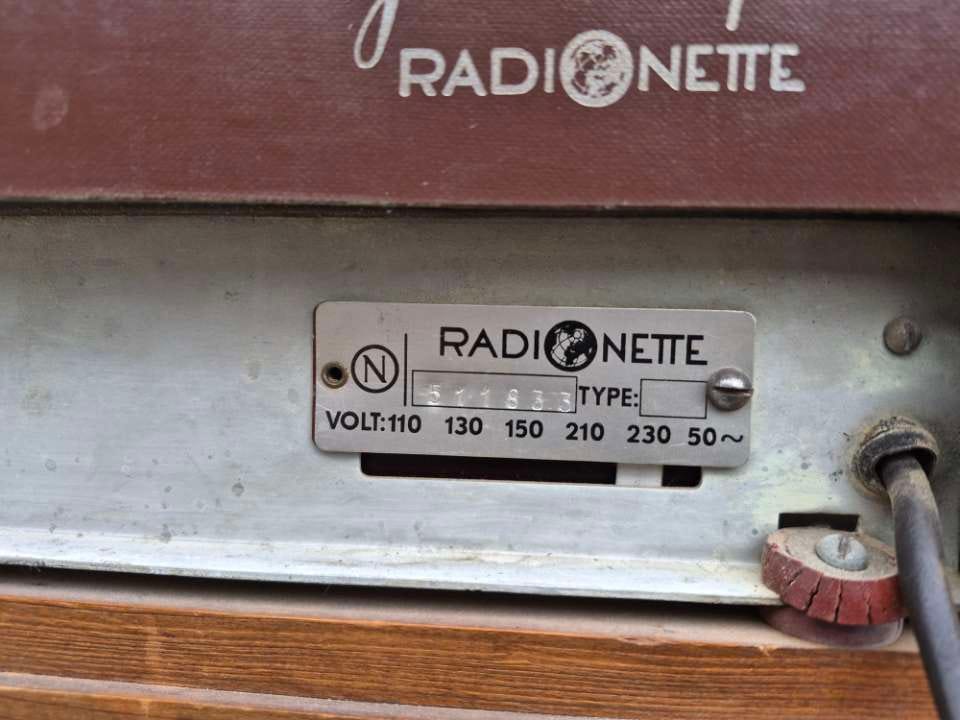 RADIONETTE
N RADIONETTE
511833 TYPE:
VOLT:110 130 150 210 230 50~